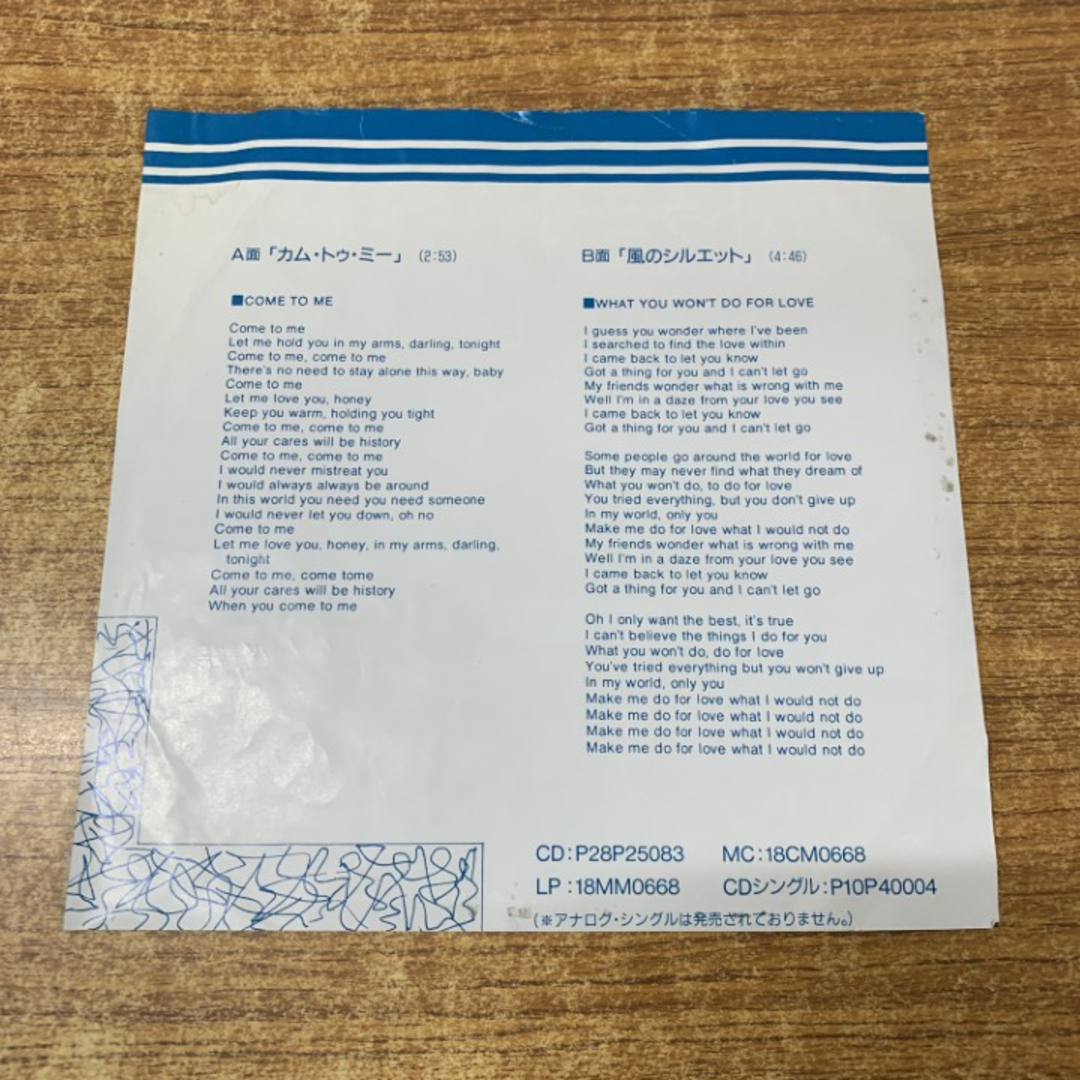 A面「カム・トゥ・ミー」 (2:53)
■COME TO ME
Come to me
Let me hold you in my arms, darling, tonight
Come to me, come to me
There's no need to stay alone this way, baby
Come to me
Let me love you, honey
Keep you warm, holding you tight
Come to me, come to me
All your cares will be history
Come to me, come to me
I would never mistreat you
I would always always be around
In this world you need you need someone
I would never let you down, oh no
Come to me
Let me love you, honey, in my arms, darling,
tonight
Come to me, come tome
All your cares will be history
When you come to me
B面「風のシルエット」 (4:46)
■WHAT YOU WON'T DO FOR LOVE
I guess you wonder where I've been
I searched to find the love within
I came back to let you know
Got a thing for you and I can't let go
My friends wonder what is wrong with me
Well I'm in a daze from your love you see
I came back to let you know
Got a thing for you and I can't let go
Some people go around the world for love
But they may never find what they dream of
What you won't do, to do for love
You tried everything, but you don't give up
In my world, only you
Make me do for love what I would not do
My friends wonder what is wrong with me
Well I'm in a daze from your love you see
I came back to let you know
Got a thing for you and I can't let go
Oh I only want the best, it's true
I can't believe the things I do for you
What you won't do, do for love
You've tried everything but you won't give up
In my world, only you
Make me do for love what I would not do
Make me do for love what I would not do
Make me do for love what I would not do
Make me do for love what I would not do
CD:P28P25083 MC:18CM0668
LP:18MM0668 CDシングル:P10P40004
(※アナログ・シングルは発売されておりません。)